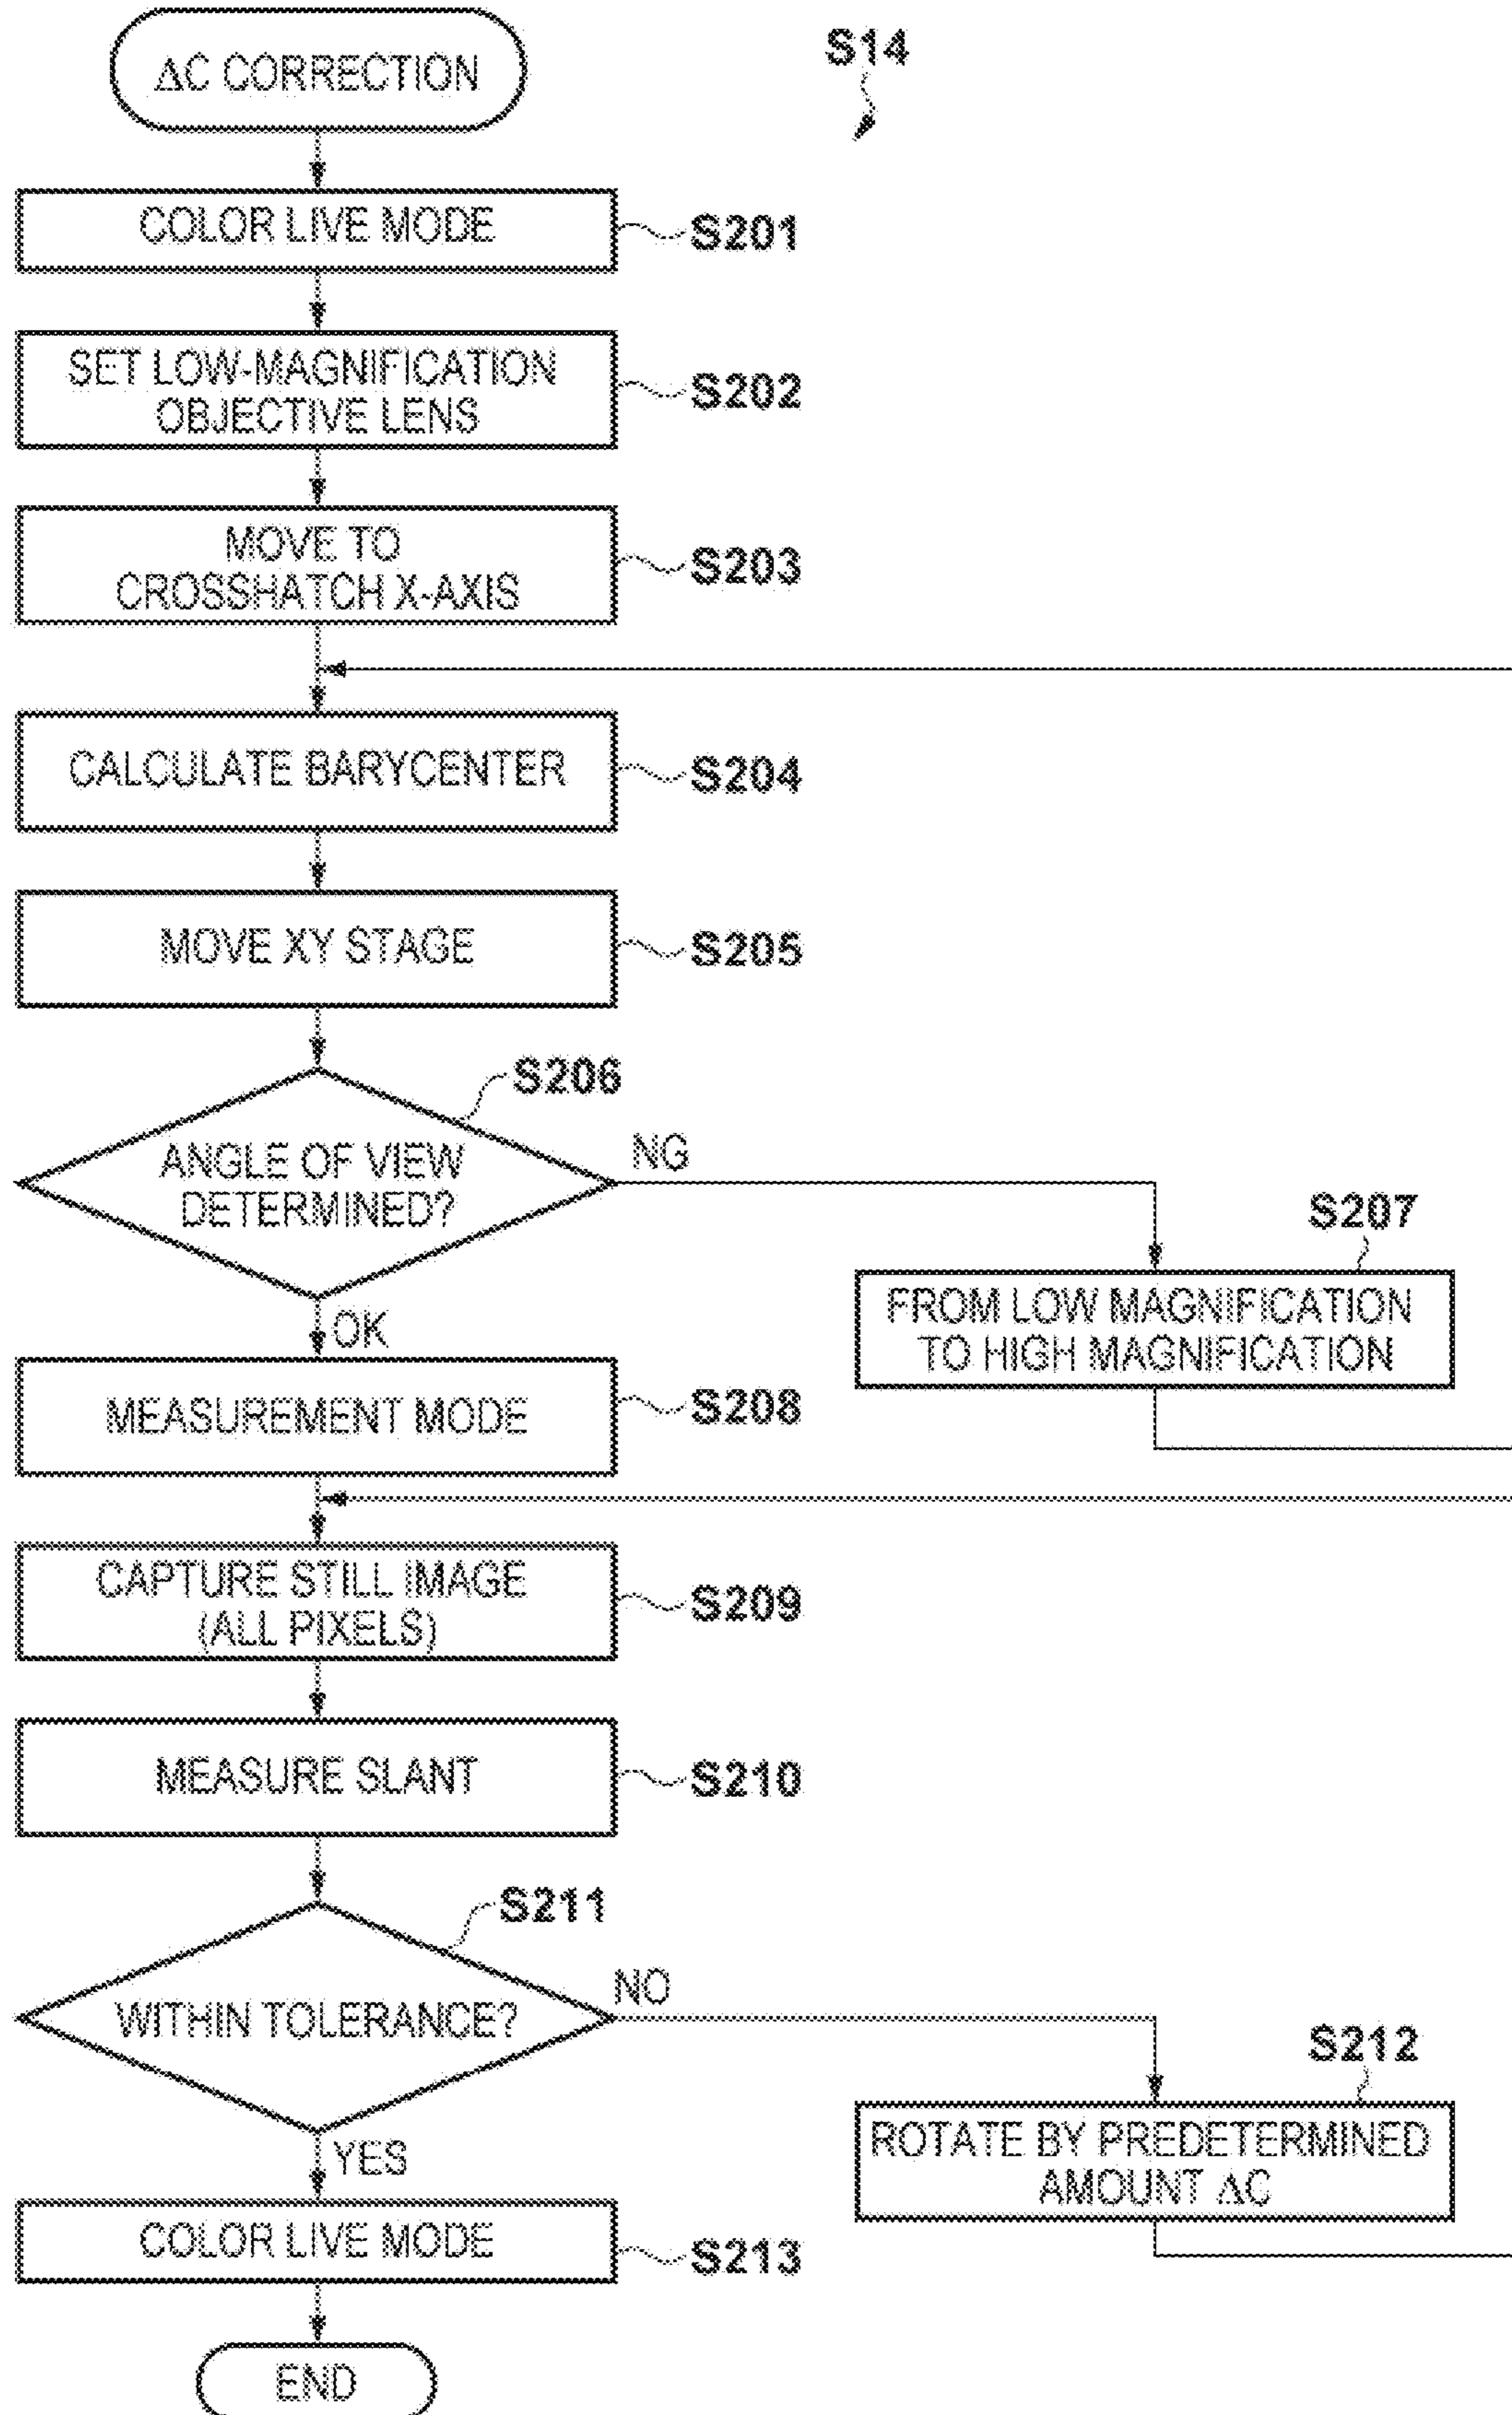 ΔC CORRECTION
S14
COLOR LIVE MODE
S201
SET LOW-MAGNIFICATION
OBJECTIVE LENS
S202
MOVE TO
CROSSHATCH X-AXIS
S203
CALCULATE BARYCENTER
S204
MOVE XY STAGE
S205
S206
ANGLE OF VIEW
DETERMINED?
NG
S207
FROM LOW MAGNIFICATION
TO HIGH MAGNIFICATION
OK
MEASUREMENT MODE
S208
CAPTURE STILL IMAGE
(ALL PIXELS)
S209
MEASURE SLANT
S210
S211
WITHIN TOLERANCE?
NO
S212
ROTATE BY PREDETERMINED
AMOUNT ΔC
YES
COLOR LIVE MODE
S213
END